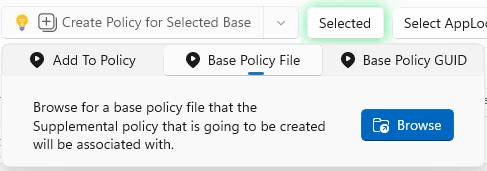 Create Policy for Selected Base
Selected
Select AppLoc
Add To Policy
Base Policy File
Base Policy GUID
Browse for a base policy file that the
Supplemental policy that is going to be created
will be associated with.
Browse